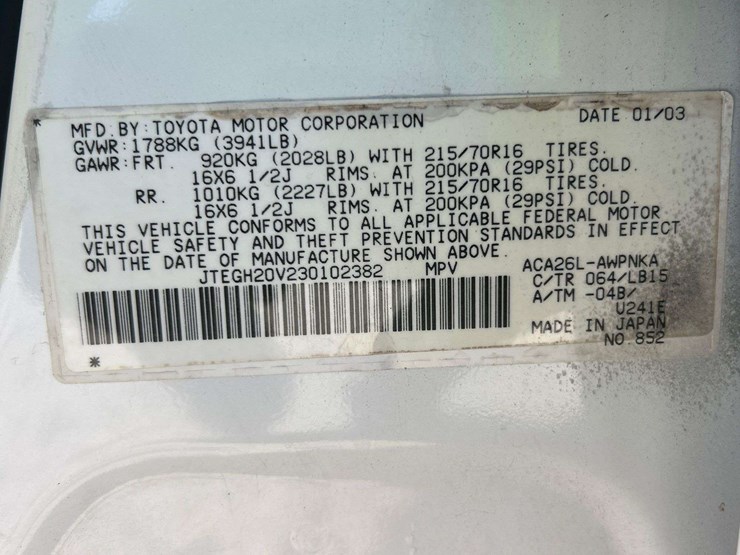 MFD.BY:TOYOTA MOTOR CORPORATION DATE 01/03
GVWR:1788KG (3941LB)
GAWR:FRT. 920KG (2028LB) WITH 215/70R16 TIRES.
16X6 1/2J RIMS. AT 200KPA (29PSI) COLD.
RR. 1010KG (2227LB) WITH 215/70R16 TIRES.
16X6 1/2J RIMS. AT 200KPA (29PSI) COLD.
THIS VEHICLE CONFORMS TO ALL APPLICABLE FEDERAL MOTOR
VEHICLE SAFETY AND THEFT PREVENTION STANDARDS IN EFFECT
ON THE DATE OF MANUFACTURE SHOWN ABOVE.
JTEGH20V230102382 MPV ACA26L-AWPNKA
C/TR 064/LB15
A/TM -04B/
U241E
MADE IN JAPAN
NO.852